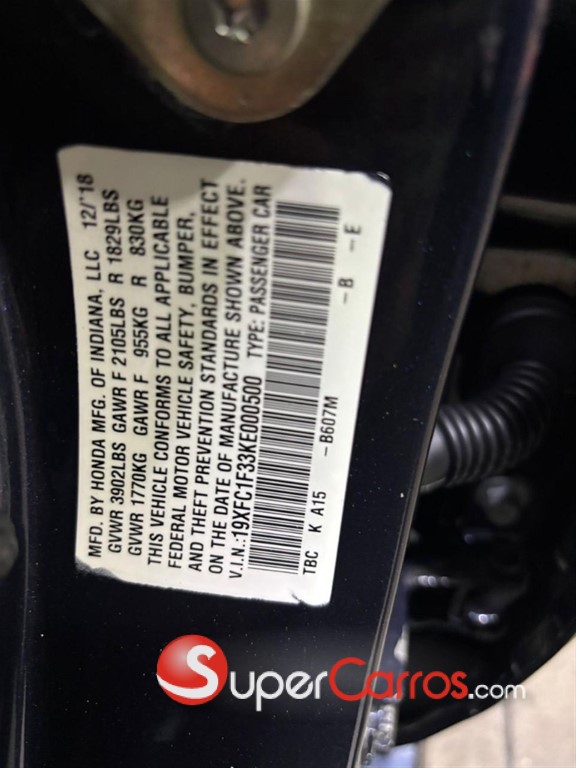 MFD. BY HONDA MFG. OF INDIANA, LLC 12/'18
GVWR 3902LBS GAWR F 2105LBS R 1829LBS
GVWR 1770KG GAWR F 955KG R 830KG
THIS VEHICLE CONFORMS TO ALL APPLICABLE
FEDERAL MOTOR VEHICLE SAFETY, BUMPER,
AND THEFT PREVENTION STANDARDS IN EFFECT
ON THE DATE OF MANUFACTURE SHOWN ABOVE.
V.I.N.:19XFC1F33KE000500 TYPE: PASSENGER CAR
TBC K A15 -B607M -B -E
SuperCarros.com